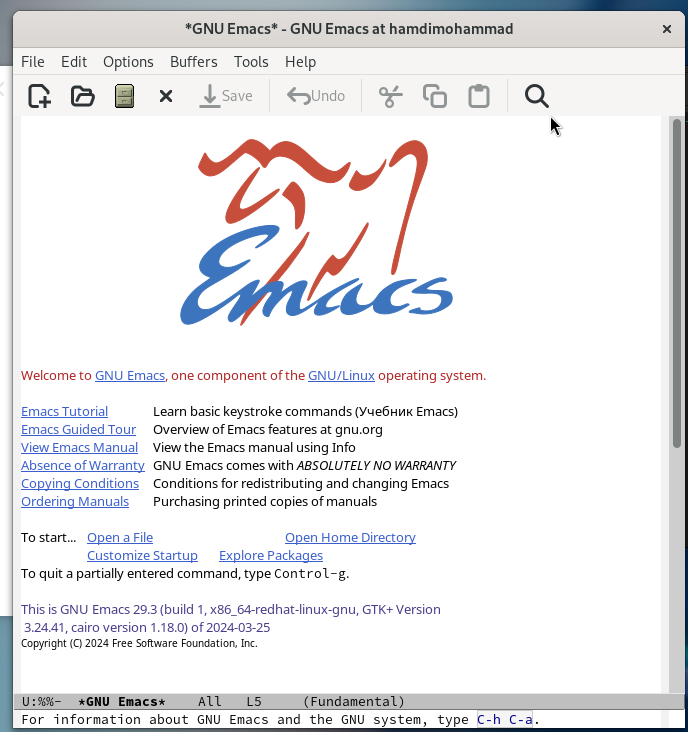 *GNU Emacs* - GNU Emacs at hamdimohammad
File Edit Options Buffers Tools Help
Save Undo
Emacs
Welcome to GNU Emacs, one component of the GNU/Linux operating system.
Emacs Tutorial Learn basic keystroke commands (Учебник Emacs)
Emacs Guided Tour Overview of Emacs features at gnu.org
View Emacs Manual View the Emacs manual using Info
Absence of Warranty GNU Emacs comes with ABSOLUTELY NO WARRANTY
Copying Conditions Conditions for redistributing and changing Emacs
Ordering Manuals Purchasing printed copies of manuals
To start... Open a File Open Home Directory
Customize Startup Explore Packages
To quit a partially entered command, type Control-g.
This is GNU Emacs 29.3 (build 1, x86_64-redhat-linux-gnu, GTK+ Version
3.24.41, cairo version 1.18.0) of 2024-03-25
Copyright (C) 2024 Free Software Foundation, Inc.
U:%%- *GNU Emacs* All L5 (Fundamental)
For information about GNU Emacs and the GNU system, type C-h C-a.